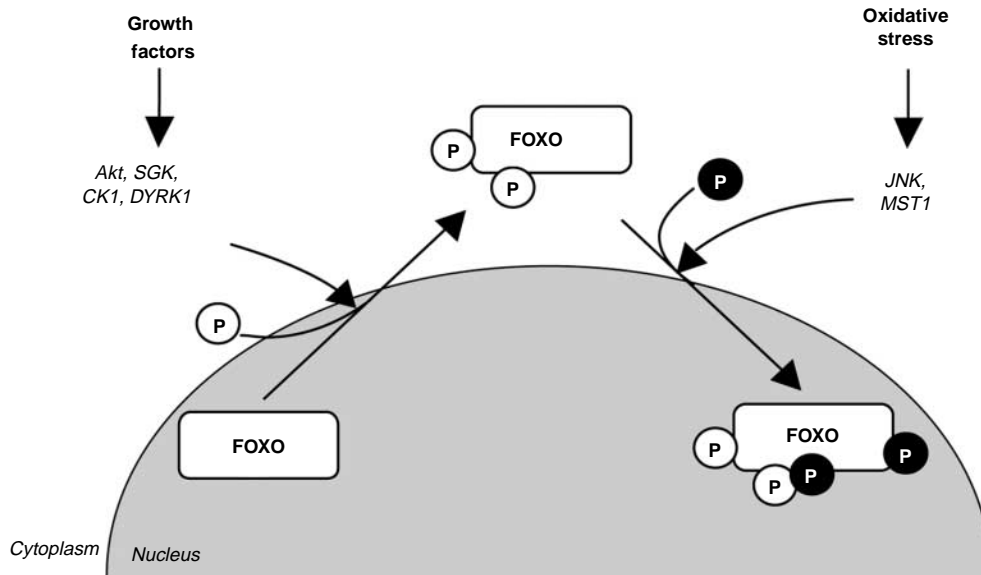 Growth
factors
Oxidative
stress
Akt, SGK,
CK1, DYRK1
P
FOXO
P
P
JNK,
MST1
P
FOXO
FOXO
P
P
P
P
Cytoplasm
Nucleus